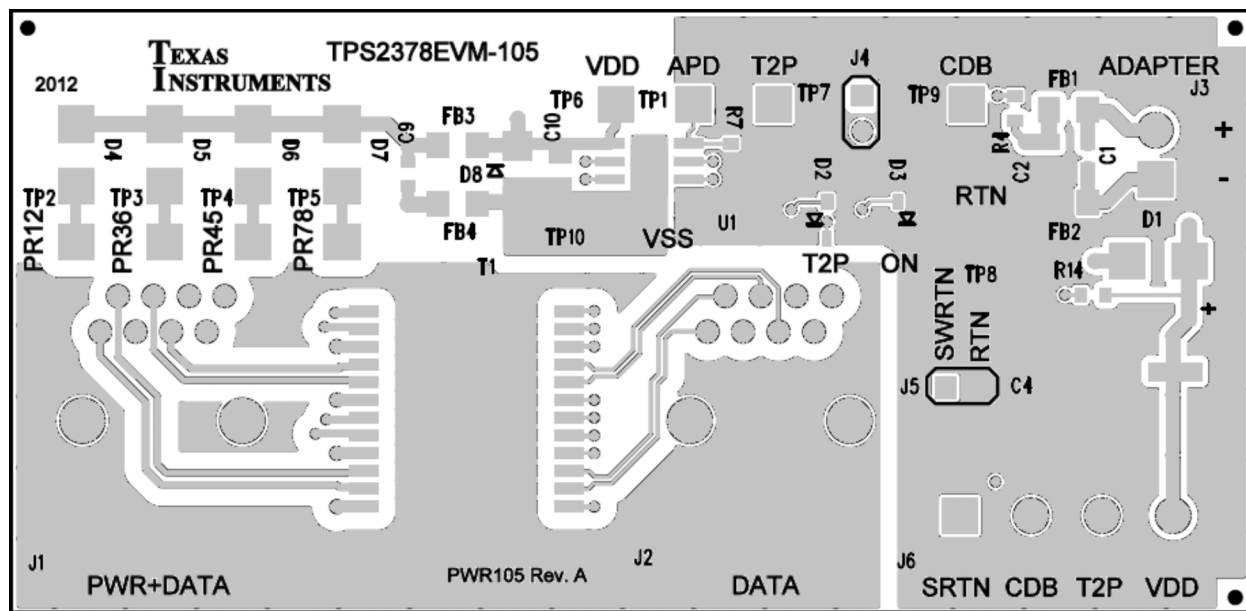 TEXAS INSTRUMENTS
TPS2378EVM-105
2012
VDD
APD
T2P
J4
CDB
FB1
ADAPTER
J3
TP6
TP1
TP7
TP9
R7
R4
C2
C1
+
-
D4
D5
D6
D7
C9
FB3
C10
D8
FB4
TP2
TP3
TP4
TP5
PR12
PR36
PR45
PR78
TP10
VSS
U1
D2
D3
T2P
ON
RTN
FB2
D1
R14
+
T1
TP8
SWRTN
RTN
J5
C4
J1
PWR+DATA
PWR105 Rev. A
J2
DATA
J6
SRTN
CDB
T2P
VDD